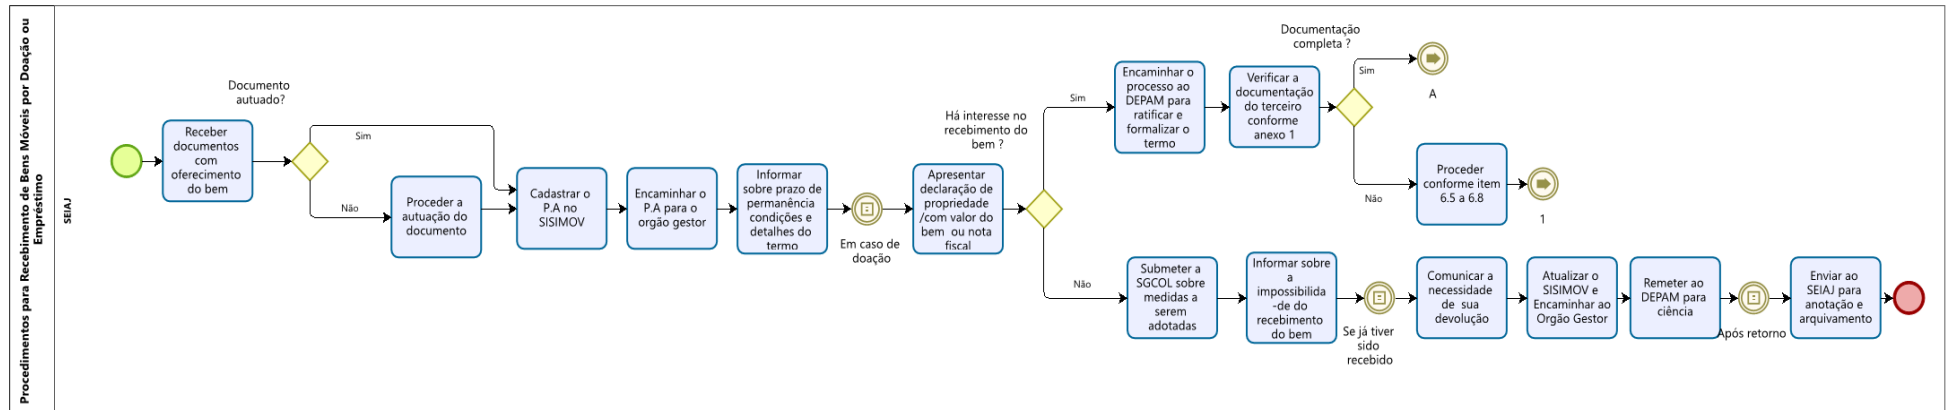 Procedimentos para Recebimento de Bens Móveis por Doação ou
Empréstimo
SEIAJ
Receber
documentos
com
oferecimento
do bem
Documento
autuado?
Sim
Não
Proceder a
autuação do
documento
Cadastrar o
P.A no
SISIMOV
Encaminhar o
P.A para o
orgão gestor
Informar
sobre prazo de
permanência
condições e
detalhes do
termo
Em caso de
doação
Apresentar
declaração de
propriedade
/com valor do
bem ou nota
fiscal
Há interesse no
recebimento do
bem ?
Sim
Encaminhar o
processo ao
DEPAM para
ratificar e
formalizar o
termo
Verificar a
documentação
do terceiro
conforme
anexo 1
Documentação
completa ?
Sim
A
Não
Proceder
conforme item
6.5 a 6.8
1
Não
Submeter a
SGCOL sobre
medidas a
serem
adotadas
Informar sobre
a
impossibilida
-de do
recebimento
do bem
Se já tiver
sido
recebido
Comunicar a
necessidade
de sua
devolução
Atualizar o
SISIMOV e
Encaminhar ao
Orgão Gestor
Remeter ao
DEPAM para
ciência
Após retorno
Enviar ao
SEIAJ para
anotação e
arquivamento